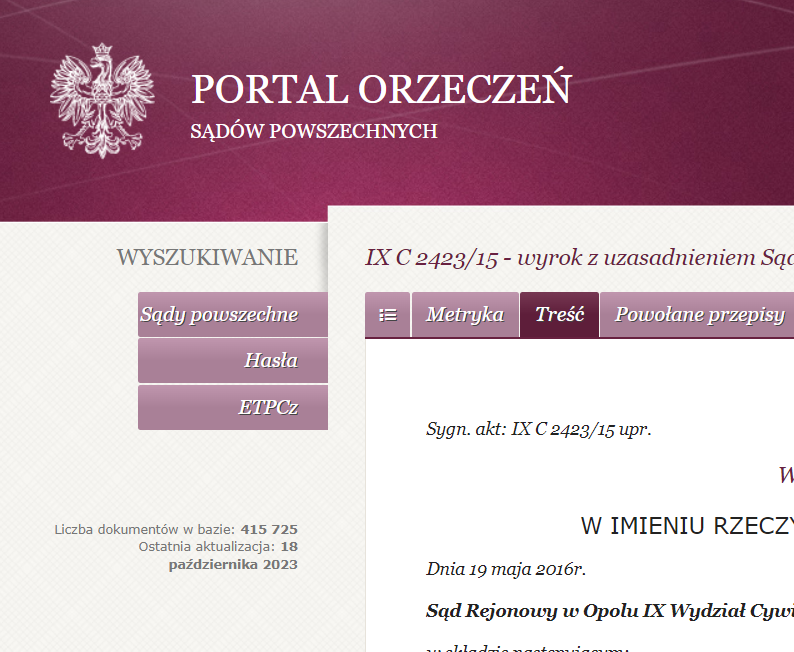 PORTAL ORZECZEŃ
SĄDÓW POWSZECHNYCH
WYSZUKIWANIE
Sądy powszechne
Hasła
ETPCz
Liczba dokumentów w bazie: 415 725
Ostatnia aktualizacja: 18
października 2023
IX C 2423/15 - wyrok z uzasadnieniem
Metryka
Treść
Powołane przepisy
Sygn. akt: IX C 2423/15 upr.
W IMIENIU
Dnia 19 maja 2016r.
Sąd Rejonowy w Opolu IX Wydział
w składzie następującym: